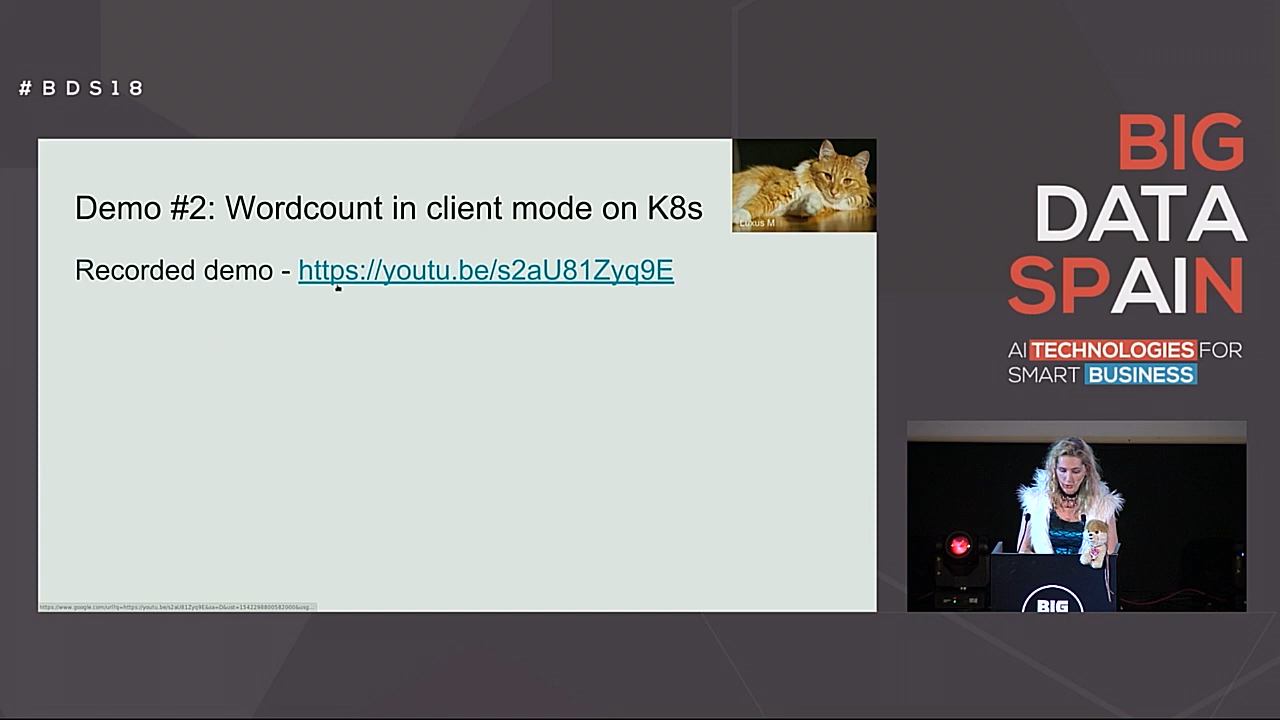 #BDS18
Demo #2: Wordcount in client mode on K8s
Luxus M
Recorded demo - https://youtu.be/s2aU81Zyq9E
BIG
DATA
SPAIN
AI TECHNOLOGIES FOR
SMART BUSINESS
BIG